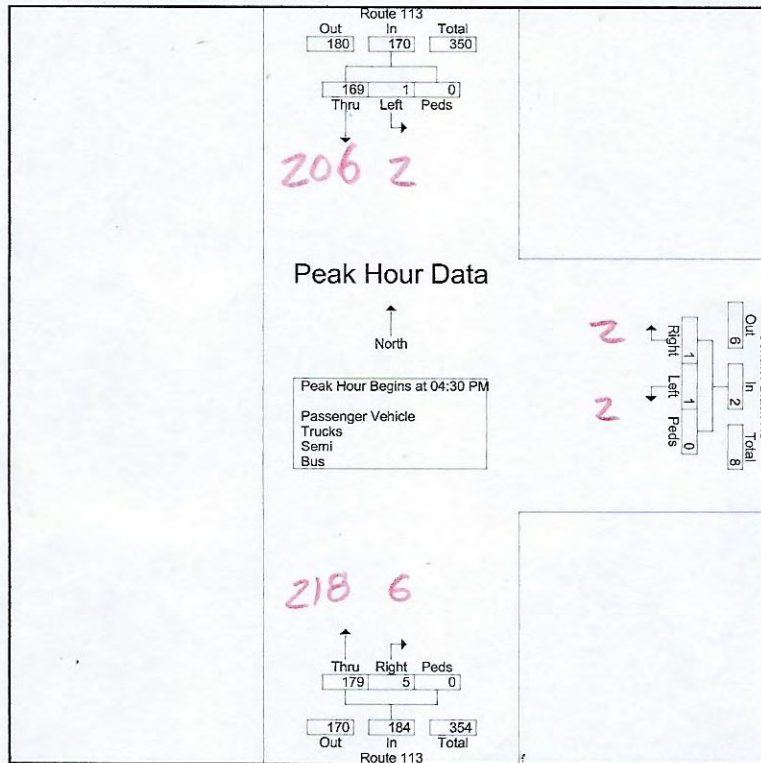 Route 113
Out In Total
180 170 350
169 1 0
Thru Left Peds
206 2
Peak Hour Data
North
Peak Hour Begins at 04:30 PM
Passenger Vehicle
Trucks
Semi
Bus
2
2
Right Left Peds
1 1 0
Out In Total
6 2 8
218 6
Thru Right Peds
179 5 0
170 184 354
Out In Total
Route 113